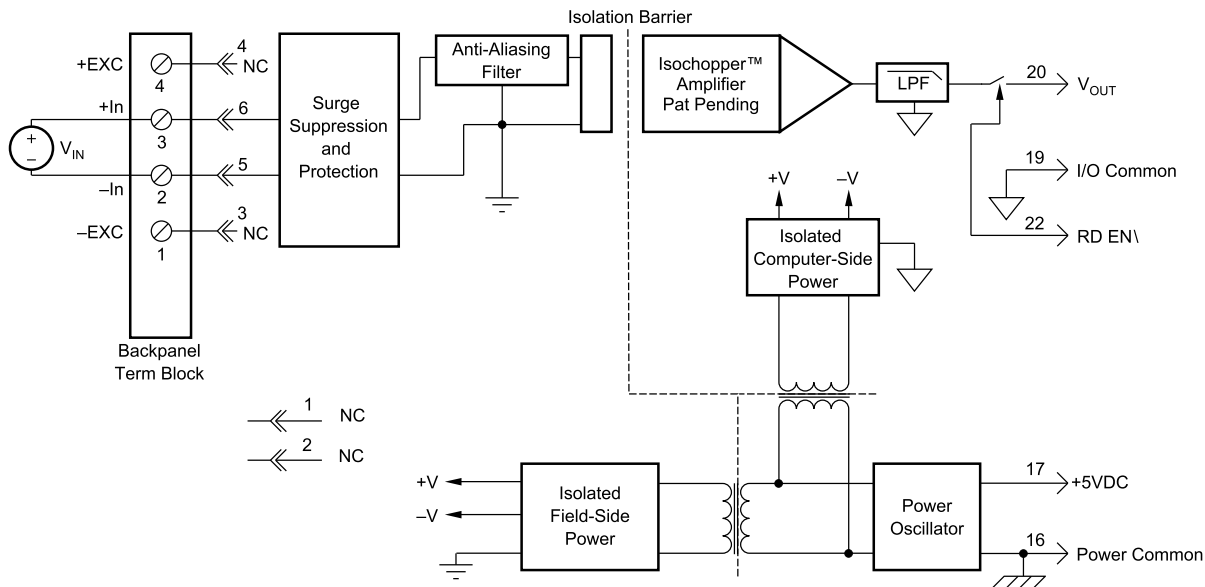 Isolation Barrier
+EXC
4
NC
4
+In
6
3
+
–
V_IN
5
–In
2
3
–EXC
NC
1
Backpanel
Term Block
Surge
Suppression
and
Protection
Anti-Aliasing
Filter
Isochopper™
Amplifier
Pat Pending
LPF
20
V_OUT
19
I/O Common
22
RD EN\
+V
–V
Isolated
Computer-Side
Power
1
NC
2
NC
+V
–V
Isolated
Field-Side
Power
Power
Oscillator
17
+5VDC
16
Power Common